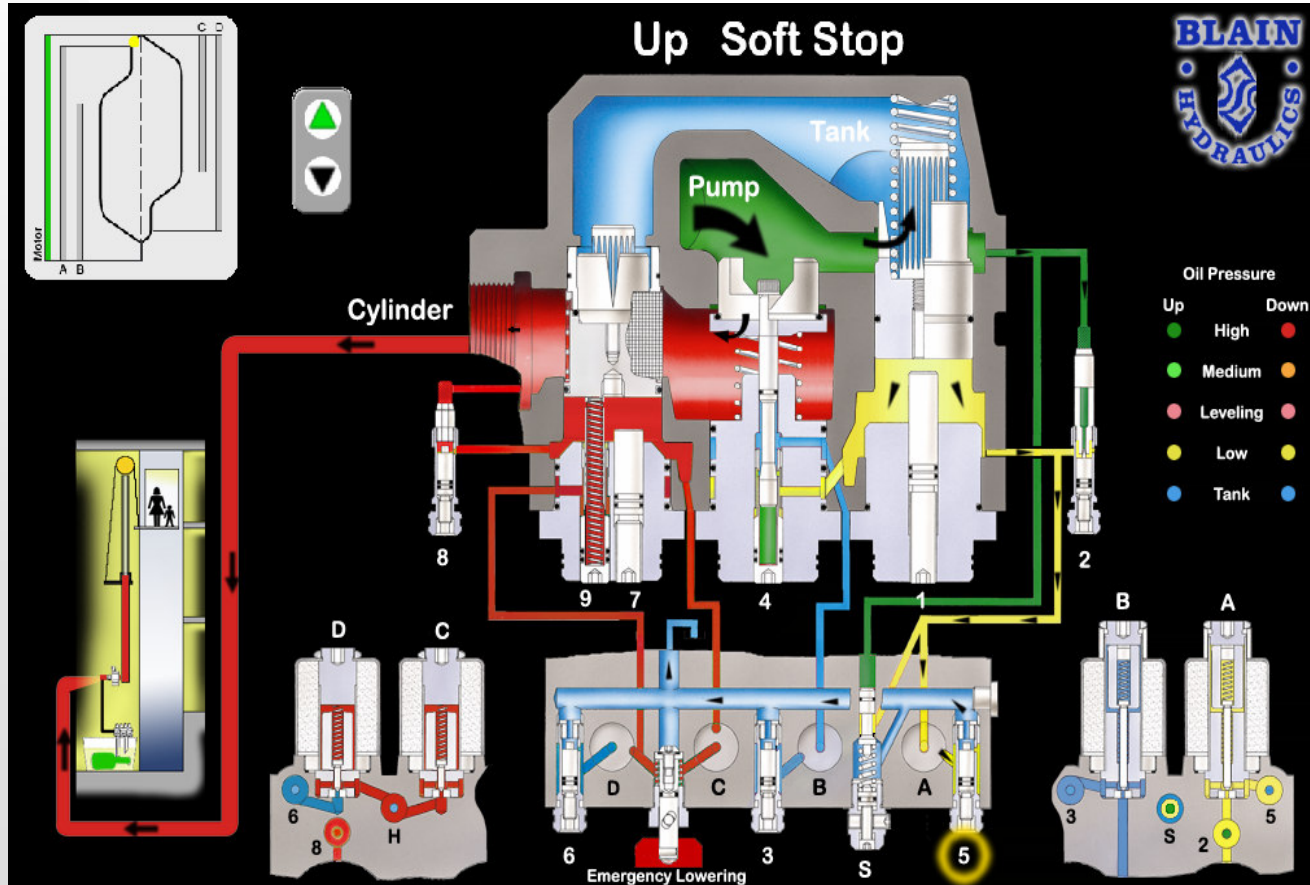 C D
Motor
A B
Up Soft Stop
BLAIN
HYDRAULICS
Tank
Pump
Cylinder
Oil Pressure
Up Down
High
Medium
Leveling
Low
Tank
8
9 7
4
1
2
D C
6
H
8
D C B A
6
3
S
5
Emergency Lowering
B A
3
S
2
5